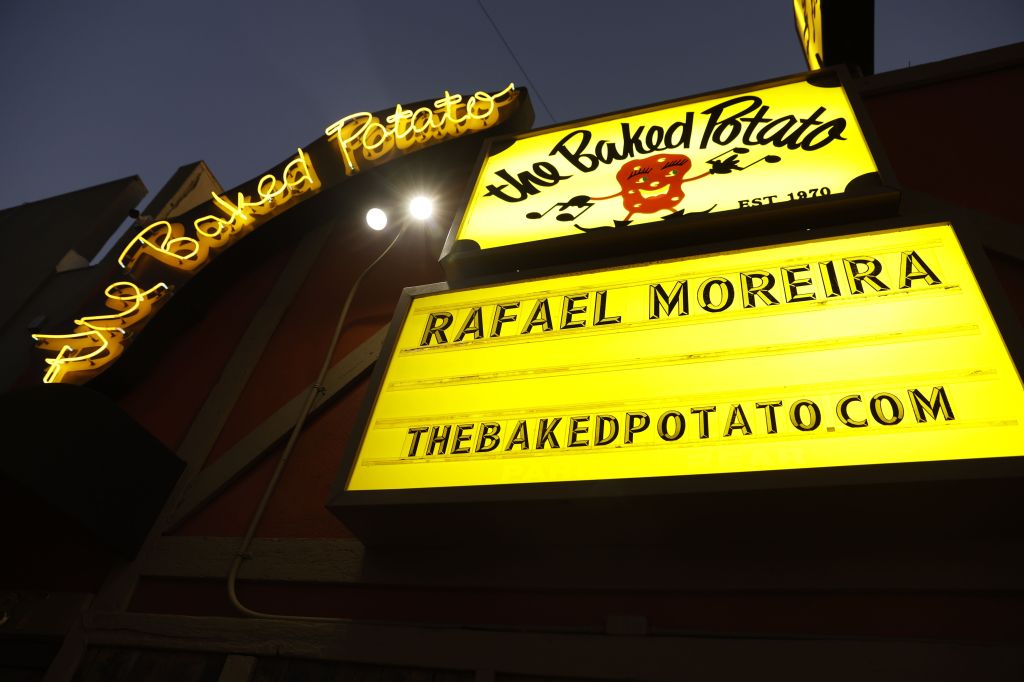 the Baked Potato
the Baked Potato
EST 1970
RAFAEL MOREIRA
THEBAKEDPOTATO.COM